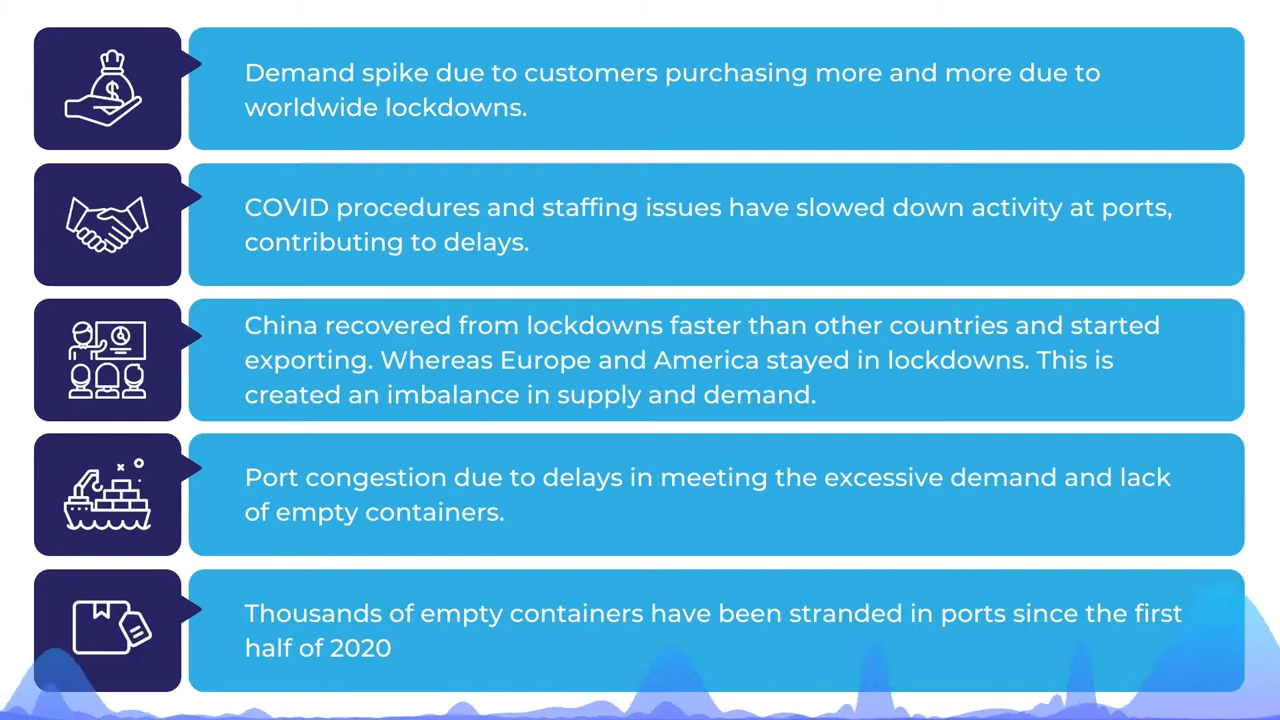 Demand spike due to customers purchasing more and more due to
worldwide lockdowns.
COVID procedures and staffing issues have slowed down activity at ports,
contributing to delays.
China recovered from lockdowns faster than other countries and started
exporting. Whereas Europe and America stayed in lockdowns. This is
created an imbalance in supply and demand.
Port congestion due to delays in meeting the excessive demand and lack
of empty containers.
Thousands of empty containers have been stranded in ports since the first
half of 2020